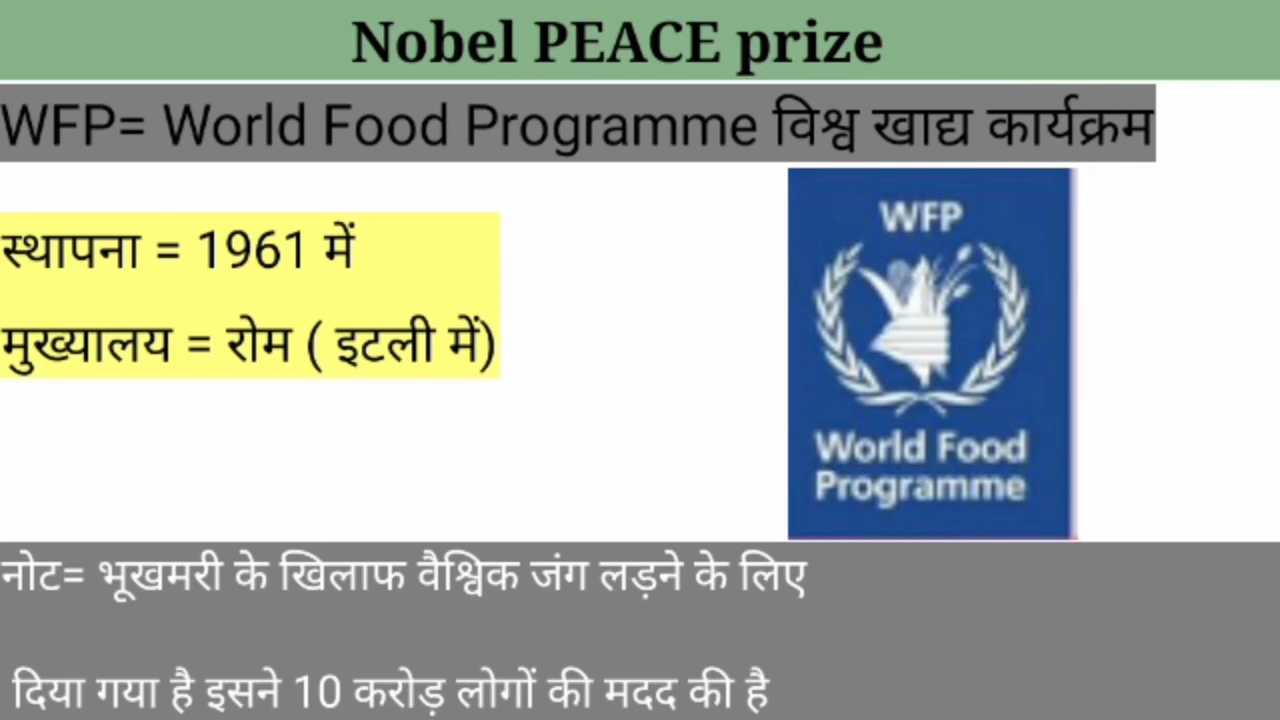 Nobel PEACE prize
WFP= World Food Programme विश्व खाद्य कार्यक्रम
स्थापना = 1961 में
मुख्यालय = रोम ( इटली में)
WFP
World Food
Programme
नोट= भूखमरी के खिलाफ वैश्विक जंग लड़ने के लिए
दिया गया है इसने 10 करोड़ लोगों की मदद की है